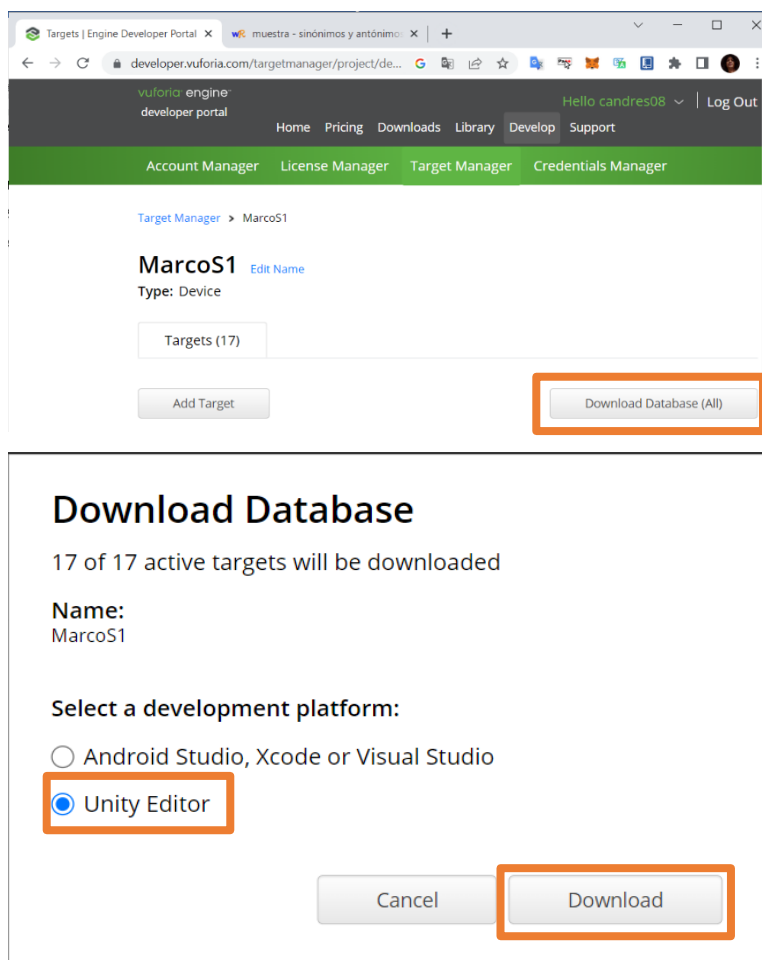 Targets | Engine Developer Portal
muestra - sinónimos y antónimo
developer.vuforia.com/targetmanager/project/de...
vuforia engine
developer portal
Hello candres08
Log Out
Home Pricing Downloads Library Develop Support
Account Manager License Manager Target Manager Credentials Manager
Target Manager > MarcoS1
MarcoS1 Edit Name
Type: Device
Targets (17)
Add Target
Download Database (All)
Download Database
17 of 17 active targets will be downloaded
Name:
MarcoS1
Select a development platform:
Android Studio, Xcode or Visual Studio
Unity Editor
Cancel
Download